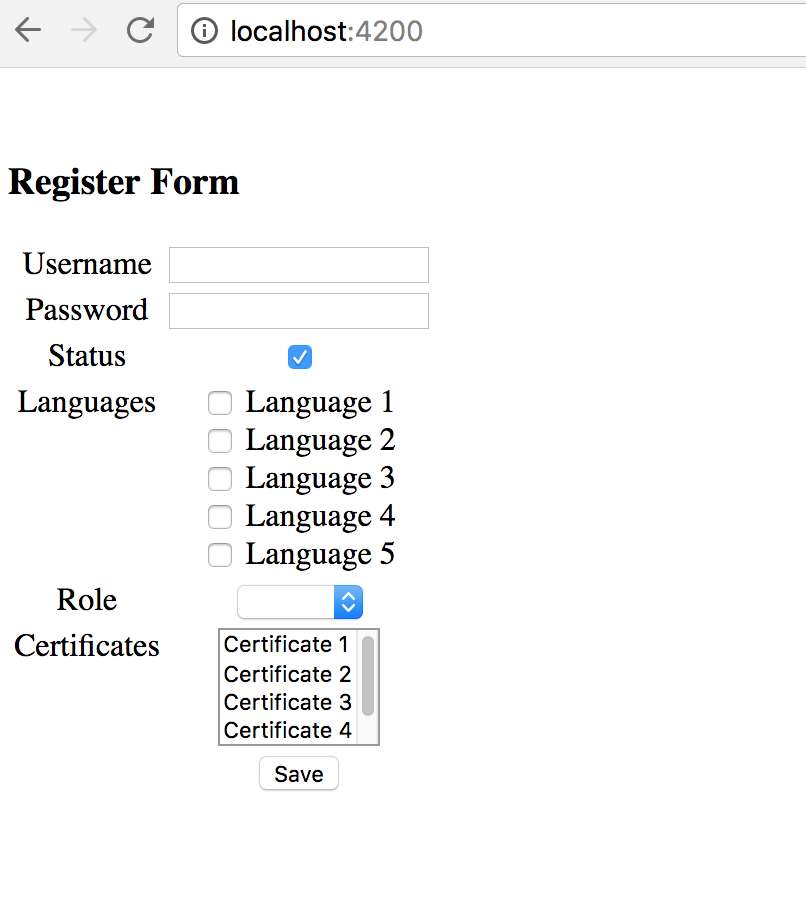 localhost:4200
Register Form
Username
Password
Status
Languages Language 1
Language 2
Language 3
Language 4
Language 5
Role
Certificates Certificate 1
Certificate 2
Certificate 3
Certificate 4
Save